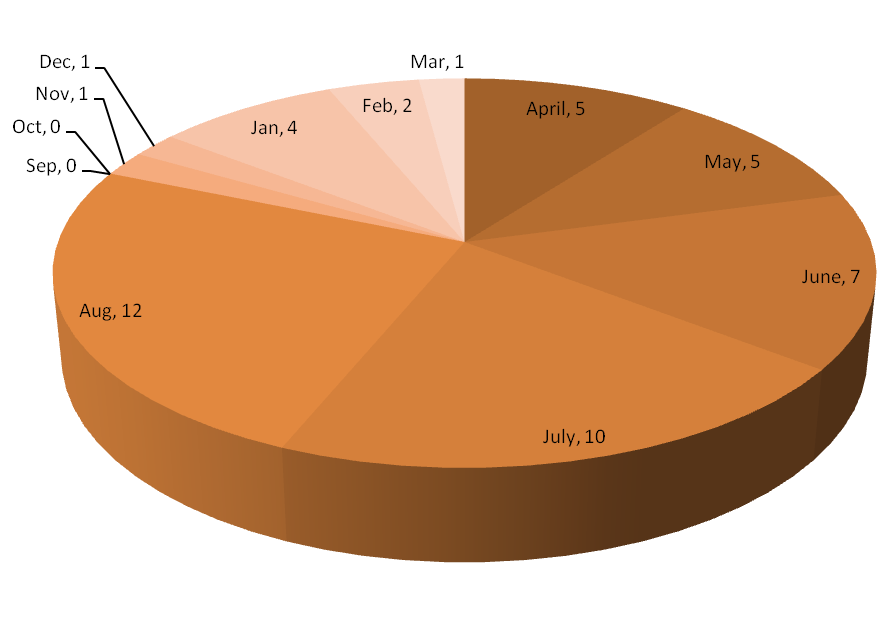 Mar, 1
Dec, 1
Nov, 1
Feb, 2
April, 5
Oct, 0
Jan, 4
Sep, 0
May, 5
June, 7
Aug, 12
July, 10